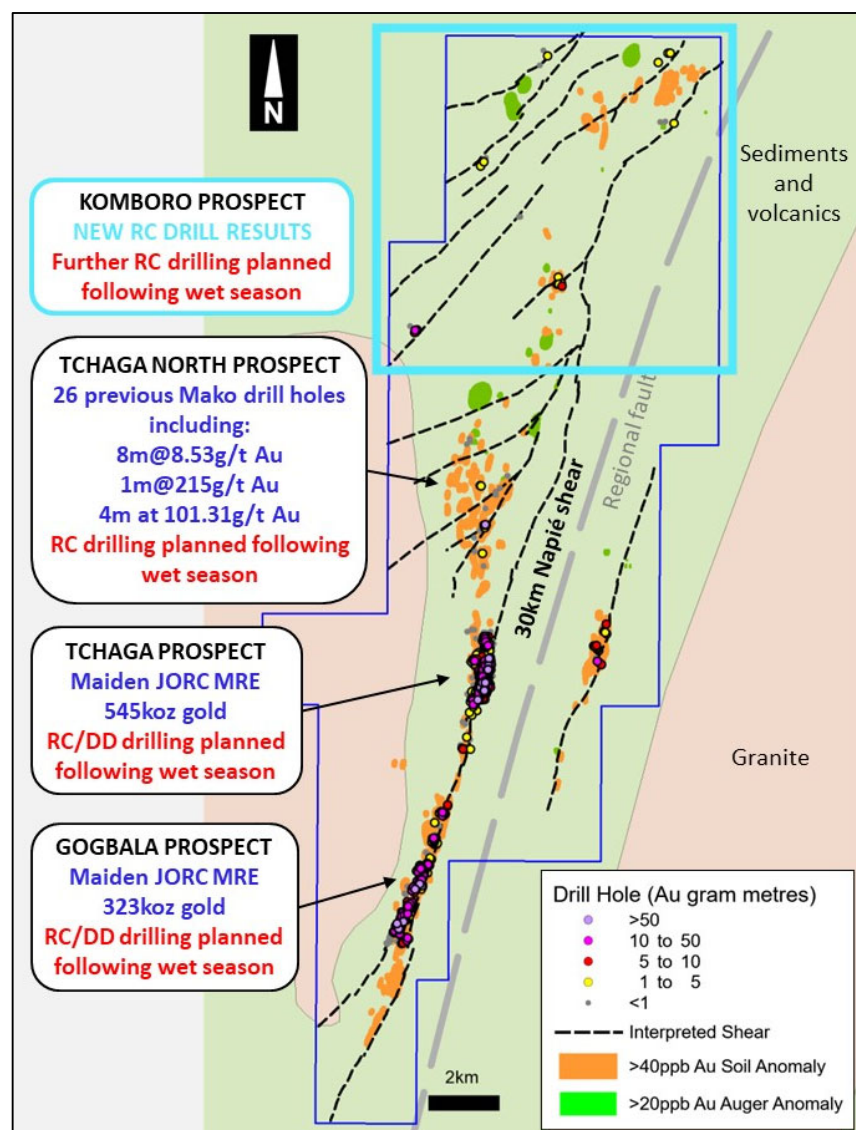 N
Sediments
and
volcanics
KOMBORO PROSPECT
NEW RC DRILL RESULTS
Further RC drilling planned
following wet season
TCHAGA NORTH PROSPECT
26 previous Mako drill holes
including:
8m@8.53g/t Au
1m@215g/t Au
4m at 101.31g/t Au
RC drilling planned following
wet season
Regional fault
30km Napié shear
TCHAGA PROSPECT
Maiden JORC MRE
545koz gold
RC/DD drilling planned
following wet season
Granite
GOGBALA PROSPECT
Maiden JORC MRE
323koz gold
RC/DD drilling planned
following wet season
Drill Hole (Au gram metres)
>50
10 to 50
5 to 10
1 to 5
<1
Interpreted Shear
>40ppb Au Soil Anomaly
>20ppb Au Auger Anomaly
2km